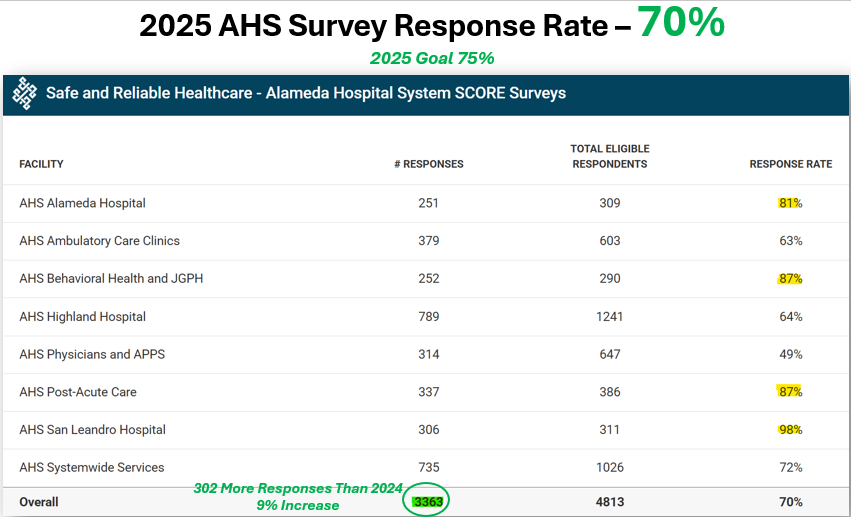 2025 AHS Survey Response Rate – 70%
2025 Goal 75%
Safe and Reliable Healthcare - Alameda Hospital System SCORE Surveys
FACILITY # RESPONSES TOTAL ELIGIBLE RESPONDENTS RESPONSE RATE
AHS Alameda Hospital 251 309 81%
AHS Ambulatory Care Clinics 379 603 63%
AHS Behavioral Health and JGPH 252 290 87%
AHS Highland Hospital 789 1241 64%
AHS Physicians and APPS 314 647 49%
AHS Post-Acute Care 337 386 87%
AHS San Leandro Hospital 306 311 98%
AHS Systemwide Services 735 1026 72%
302 More Responses Than 2024
9% Increase
Overall 3363 4813 70%